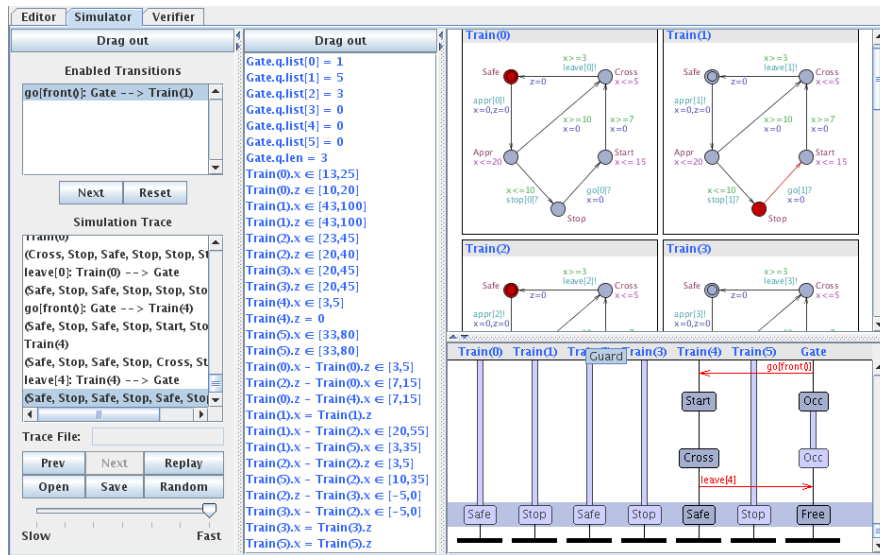 Editor Simulator Verifier
Drag out
Enabled Transitions
go[front()]: Gate --> Train(1)
Next Reset
Simulation Trace
Train(0)
(Cross, Stop, Safe, Stop, Stop, St
leave[0]: Train(0) --> Gate
(Safe, Stop, Safe, Stop, Stop, Sto
go[front()]: Gate --> Train(4)
(Safe, Stop, Safe, Stop, Start, Sto
Train(4)
(Safe, Stop, Safe, Stop, Cross, St
leave[4]: Train(4) --> Gate
(Safe, Stop, Safe, Stop, Safe, Stop
Trace File:
Prev Next Replay
Open Save Random
Slow Fast
Drag out
Gate.q.list[0] = 1
Gate.q.list[1] = 5
Gate.q.list[2] = 3
Gate.q.list[3] = 0
Gate.q.list[4] = 0
Gate.q.list[5] = 0
Gate.q.len = 3
Train(0).x ∈ [13,25]
Train(0).z ∈ [10,20]
Train(1).x ∈ [43,100]
Train(1).z ∈ [43,100]
Train(2).x ∈ [23,45]
Train(2).z ∈ [20,40]
Train(3).x ∈ [20,45]
Train(3).z ∈ [20,45]
Train(4).x ∈ [3,5]
Train(4).z = 0
Train(5).x ∈ [33,80]
Train(5).z ∈ [33,80]
Train(0).x - Train(0).z ∈ [3,5]
Train(0).z - Train(2).z ∈ [7,15]
Train(0).z - Train(4).x ∈ [7,15]
Train(1).x = Train(1).z
Train(1).x - Train(2).x ∈ [20,55]
Train(1).x - Train(5).x ∈ [3,35]
Train(2).x - Train(2).z ∈ [3,5]
Train(5).x - Train(2).x ∈ [10,35]
Train(2).z - Train(3).x ∈ [-5,0]
Train(3).x - Train(2).x ∈ [-5,0]
Train(3).x = Train(3).z
Train(5).x = Train(5).z
Train(0)
x>=3
leave[0]!
Safe
Cross
z=0
x<=5
appr[0]!
x=0,z=0
x>=10
x=0
x>=7
x=0
Appr
x<=20
Start
x<= 15
x<=10
stop[0]?
go[0]?
x=0
Stop
Train(1)
x>=3
leave[1]!
Safe
Cross
z=0
x<=5
appr[1]!
x=0,z=0
x>=10
x=0
x>=7
x=0
Appr
x<=20
Start
x<= 15
x<=10
stop[1]?
go[1]?
x=0
Stop
Train(2)
x>=3
leave[2]!
Safe
Cross
z=0
x<=5
appr[2]!
x=0,z=0
x>=10
x>=7
Train(3)
x>=3
leave[3]!
Safe
Cross
z=0
x<=5
appr[3]!
x=0,z=0
x>=10
x>=7
Train(0) Train(1) Tra Guard Train(3) Train(4) Train(5) Gate
go[front()]
Start Occ
Cross Occ
leave[4]
Safe Stop Safe Stop Safe Stop Free